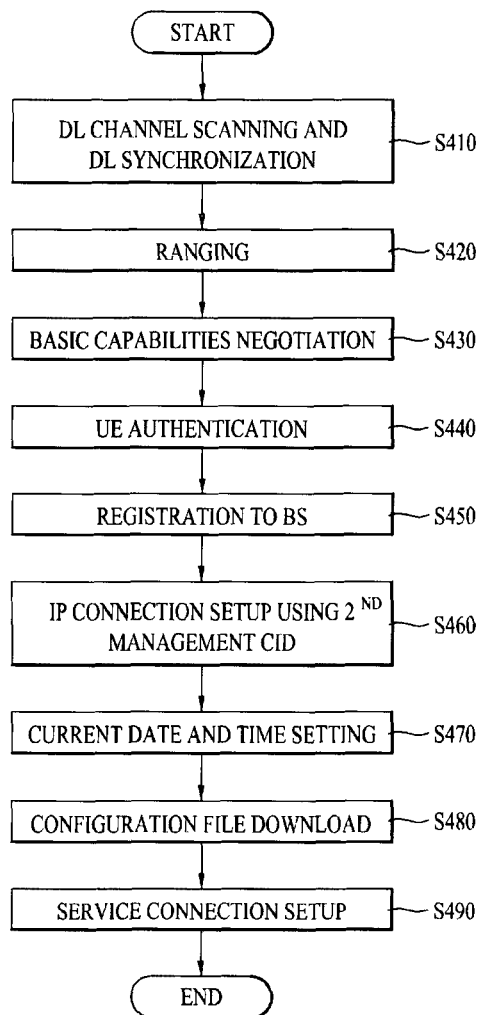 START
DL CHANNEL SCANNING AND
DL SYNCHRONIZATION
S410
RANGING
S420
BASIC CAPABILITIES NEGOTIATION
S430
UE AUTHENTICATION
S440
REGISTRATION TO BS
S450
IP CONNECTION SETUP USING 2ND
MANAGEMENT CID
S460
CURRENT DATE AND TIME SETTING
S470
CONFIGURATION FILE DOWNLOAD
S480
SERVICE CONNECTION SETUP
S490
END